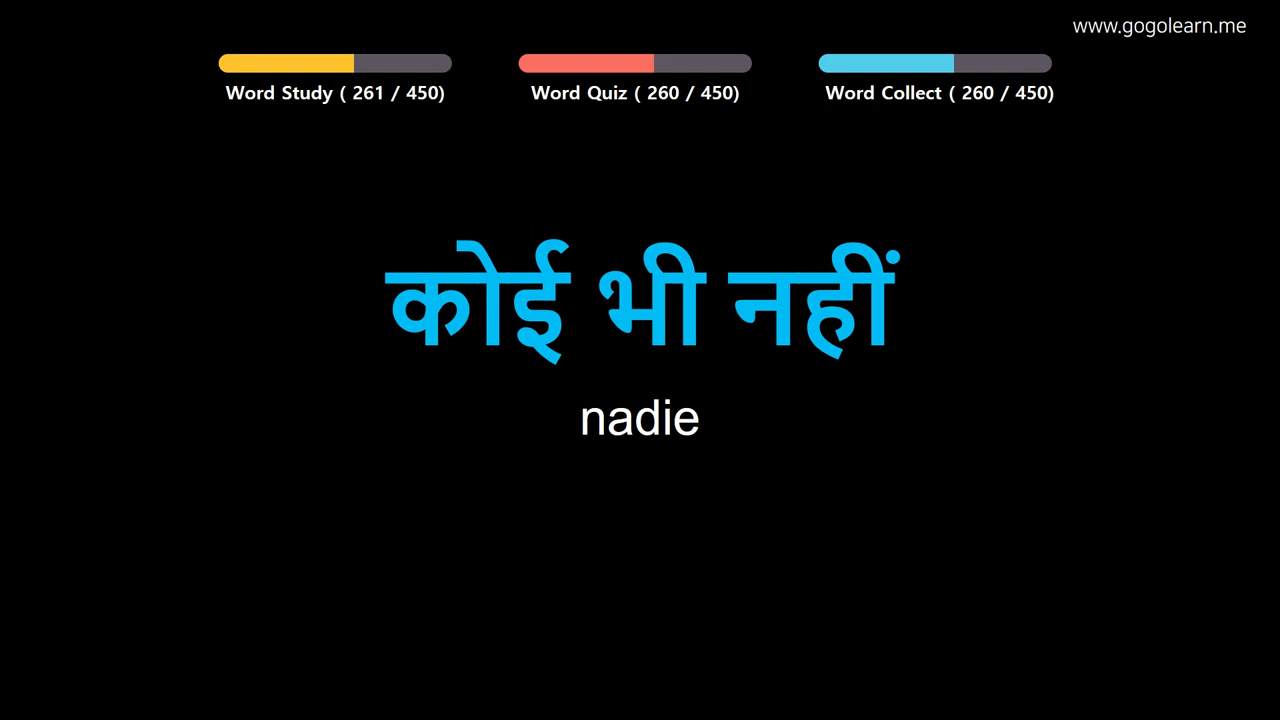 www.gogolearn.me
Word Study ( 261 / 450)
Word Quiz ( 260 / 450)
Word Collect ( 260 / 450)
कोई भी नहीं
nadie